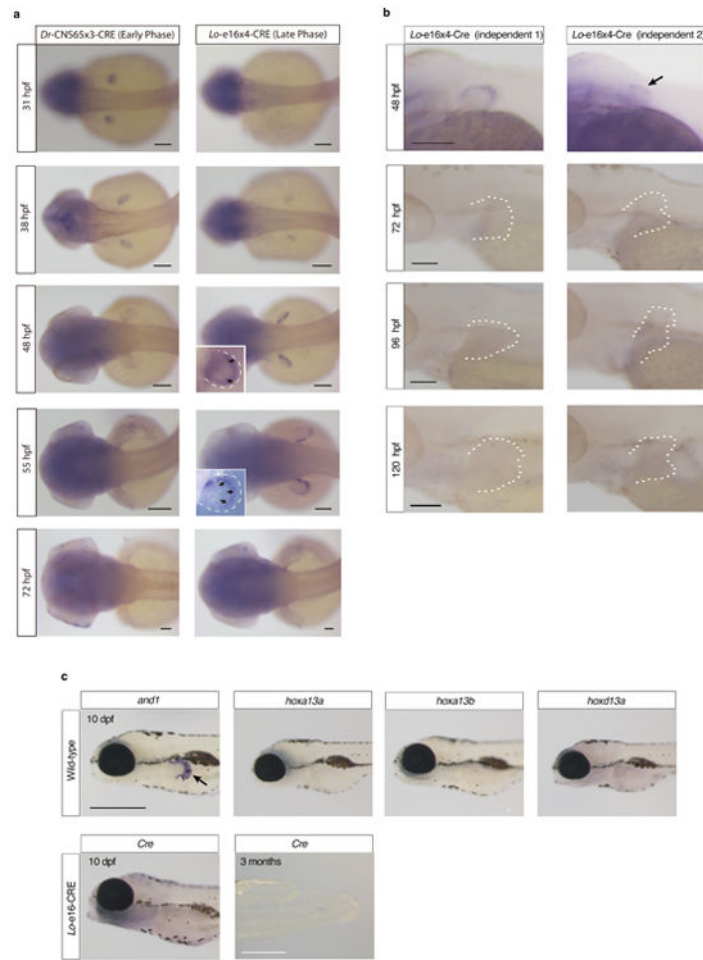 a
Dr-CNS65x3-CRE (Early Phase)
Lo-e16x4-CRE (Late Phase)
31 hpf
38 hpf
48 hpf
55 hpf
72 hpf
b
Lo-e16x4-Cre (independent 1)
Lo-e16x4-Cre (independent 2)
48 hpf
72 hpf
96 hpf
120 hpf
c
and1
hoxa13a
hoxa13b
hoxd13a
Wild-type
10 dpf
Cre
Cre
Lo-e16-CRE
10 dpf
3 months